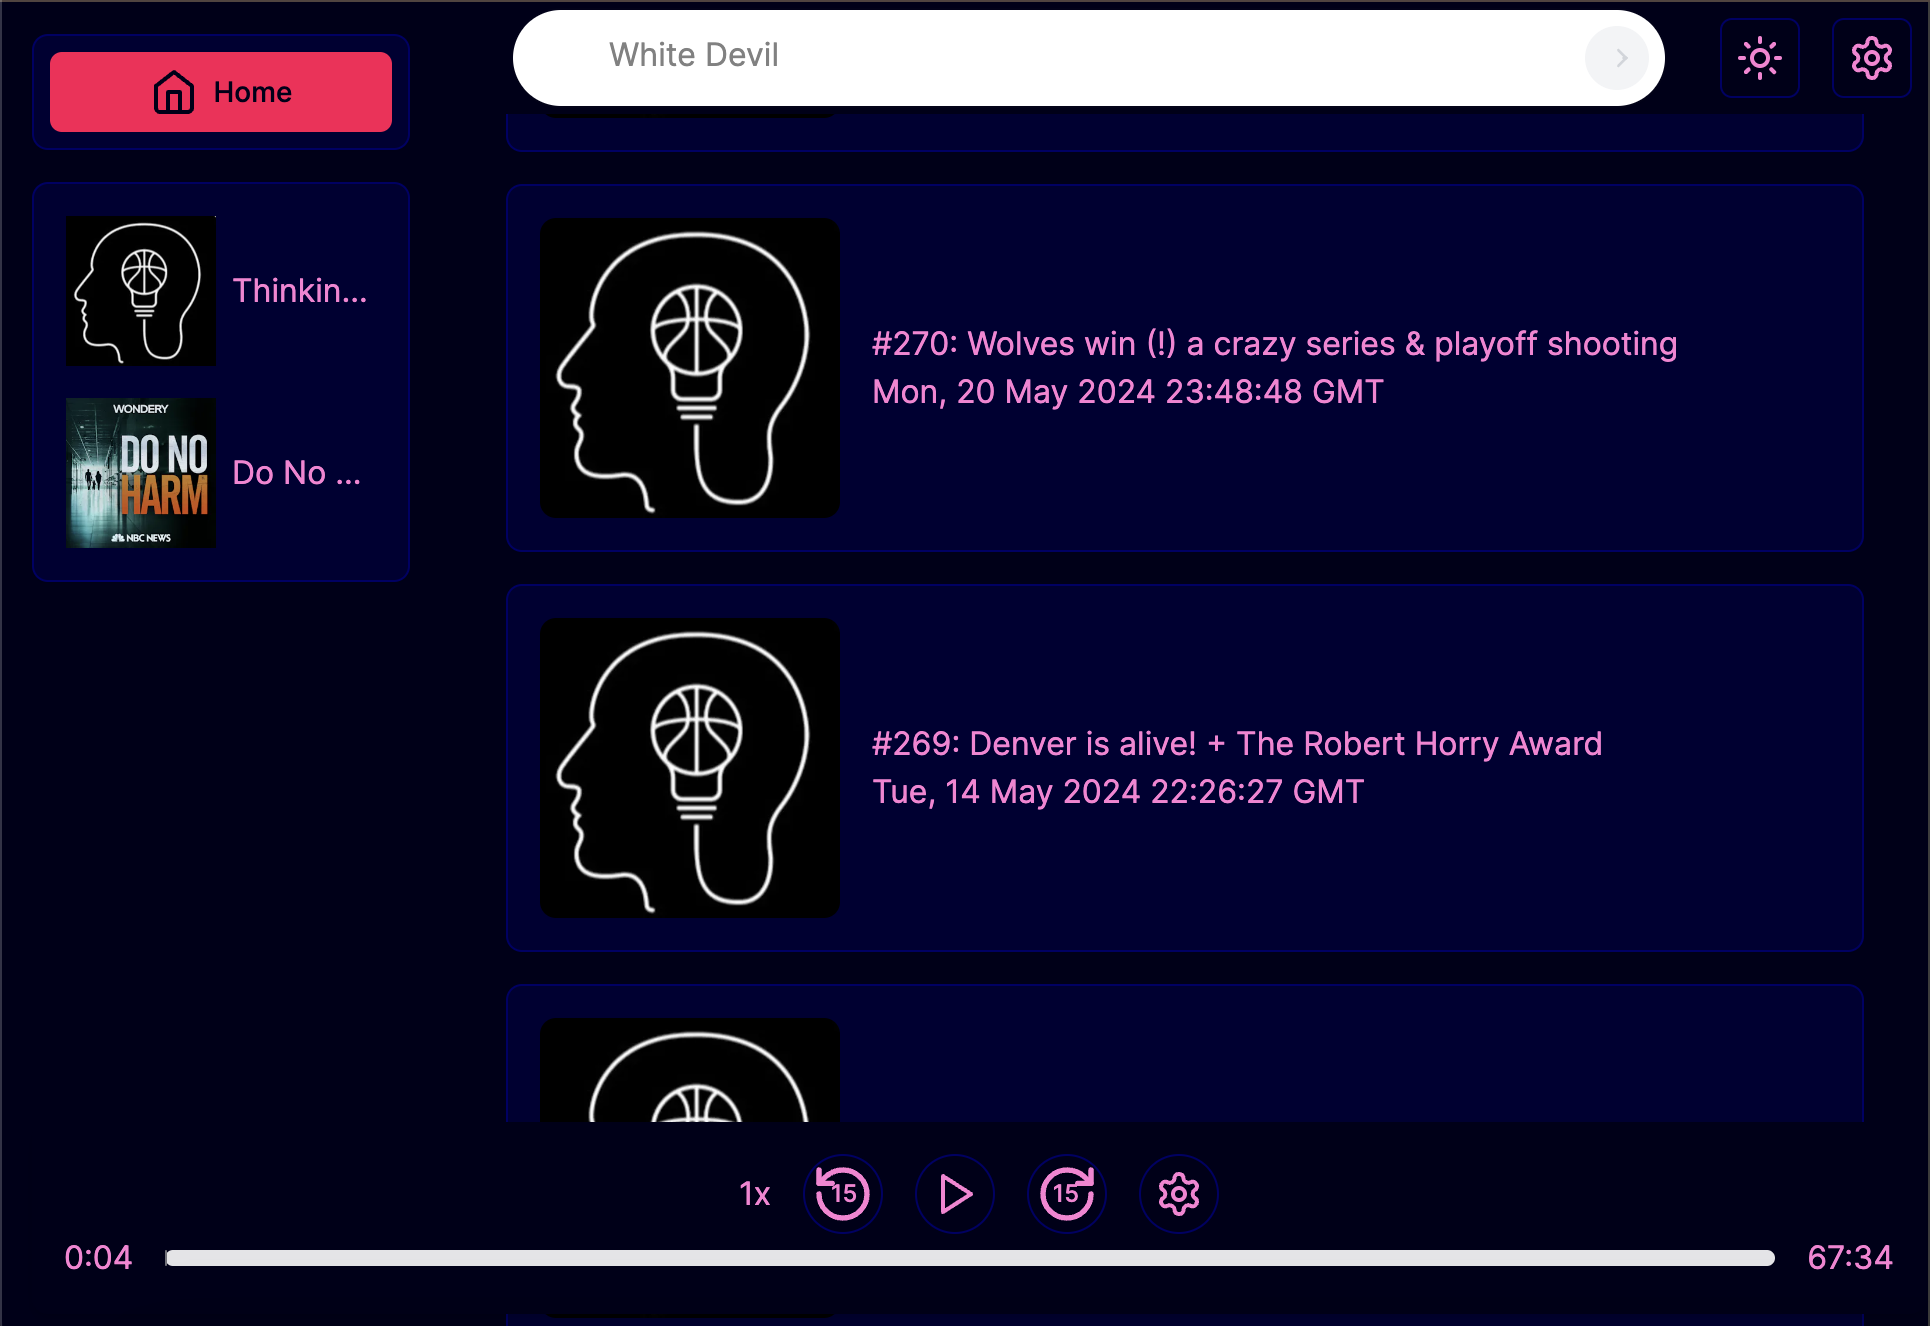 White Devil
Home
Thinkin...
WONDERY
DO NO
HARM
NBC NEWS
Do No ...
#270: Wolves win (!) a crazy series & playoff shooting
Mon, 20 May 2024 23:48:48 GMT
#269: Denver is alive! + The Robert Horry Award
Tue, 14 May 2024 22:26:27 GMT
1x
15
15
0:04
67:34